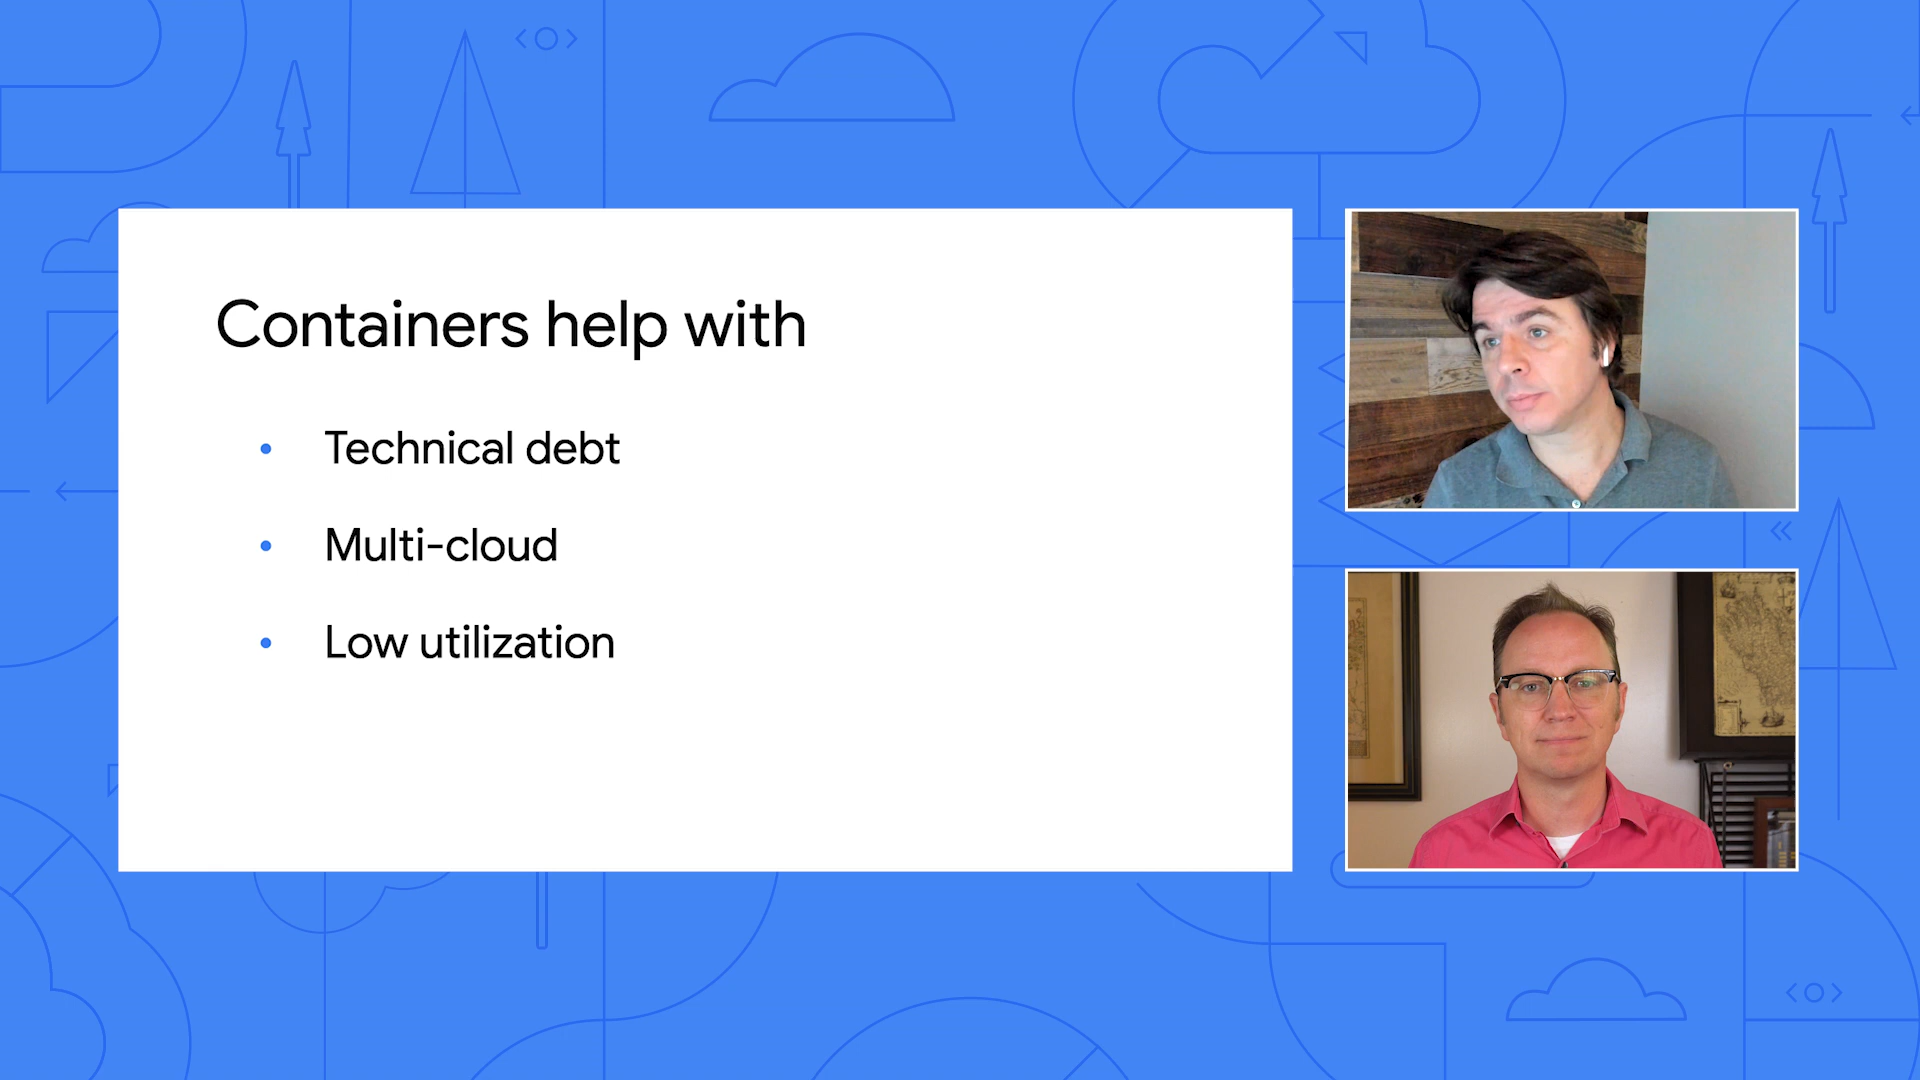 Containers help with
Technical debt
Multi-cloud
Low utilization